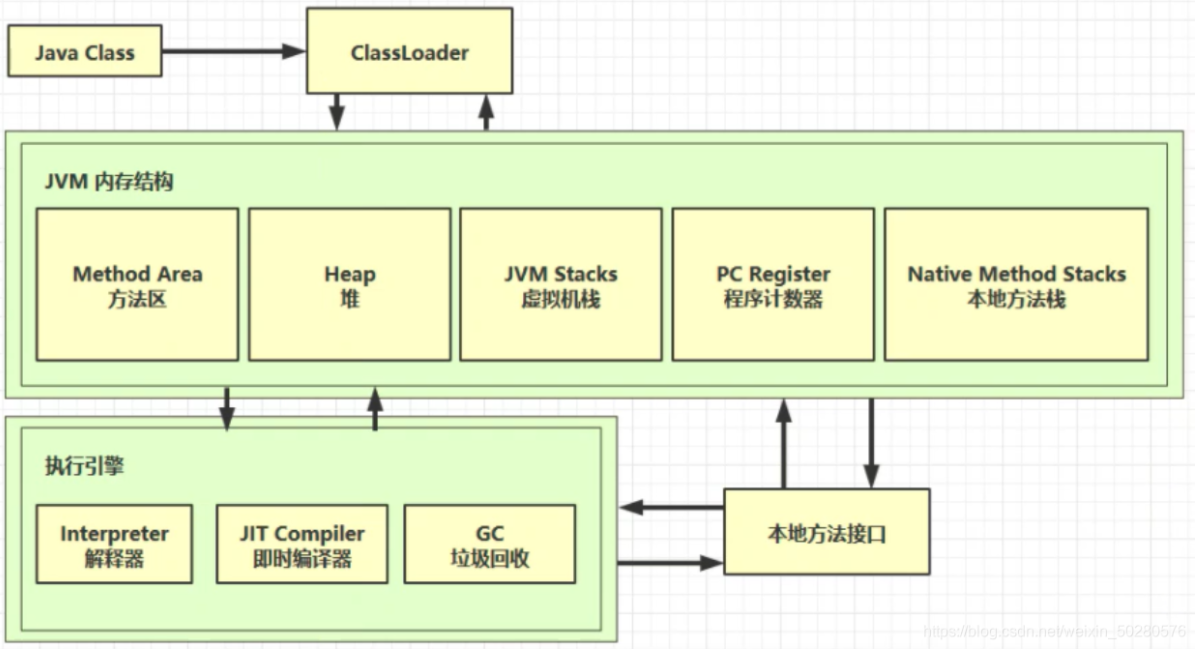 Java Class
ClassLoader
JVM 内存结构
Method Area
方法区
Heap
堆
JVM Stacks
虚拟机栈
PC Register
程序计数器
Native Method Stacks
本地方法栈
执行引擎
Interpreter
解释器
JIT Compiler
即时编译器
GC
垃圾回收
本地方法接口
https://blog.csdn.net/weixin_50280576